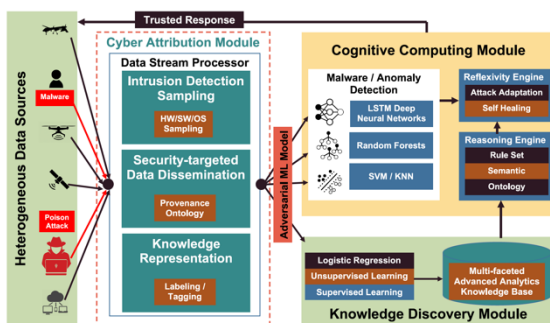 Trusted Response
Heterogeneous Data Sources
Malware
Poison
Attack
Cyber Attribution Module
Data Stream Processor
Intrusion Detection
Sampling
HW/SW/OS
Sampling
Security-targeted
Data Dissemination
Provenance
Ontology
Knowledge
Representation
Labeling /
Tagging
Adversarial ML Model
Cognitive Computing Module
Malware / Anomaly
Detection
LSTM Deep
Neural Networks
Random Forests
SVM / KNN
Reflexivity Engine
Attack Adaptation
Self Healing
Reasoning Engine
Rule Set
Semantic
Ontology
Logistic Regression
Unsupervised Learning
Supervised Learning
Multi-faceted
Advanced Analytics
Knowledge Base
Knowledge Discovery Module